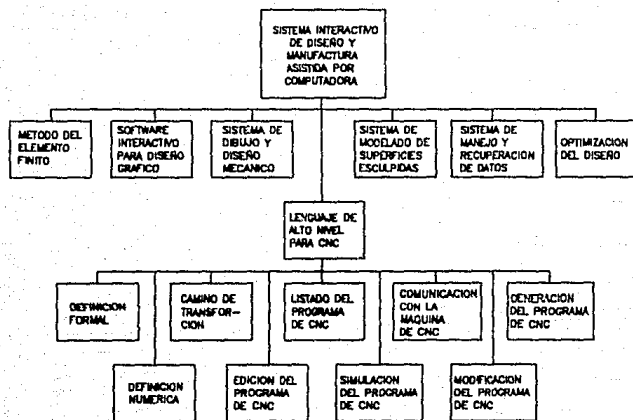 SISTEMA INTERACTIVO
DE DISEÑO Y
MANUFACTURA
ASISTIDA POR
COMPUTADORA
METODO DEL
ELEMENTO
FINITO
SOFTWARE
INTERACTIVO
PARA DISEÑO
GRAFICO
SISTEMA DE
DIBUJO Y
DISEÑO
MECANICO
SISTEMA DE
MODELADO DE
SUPERFICIES
ESCULPIDAS
SISTEMA DE
MANEJO Y
RECUPERACION
DE DATOS
OPTIMIZACION
DEL DISEÑO
LENGUAJE DE
ALTO NIVEL
PARA CNC
DEFINICION
FORMAL
CAMINO DE
TRANSFOR-
CION
LISTADO DEL
PROGRAMA
DE CNC
COMUNICACION
CON LA
MAQUINA
DE CNC
GENERACION
DEL PROGRAMA
DE CNC
DEFINICION
NUMERICA
EDICION DEL
PROGRAMA
DE CNC
SIMULACION
DEL PROGRAMA
DE CNC
MODIFICACION
DEL PROGRAMA
DE CNC